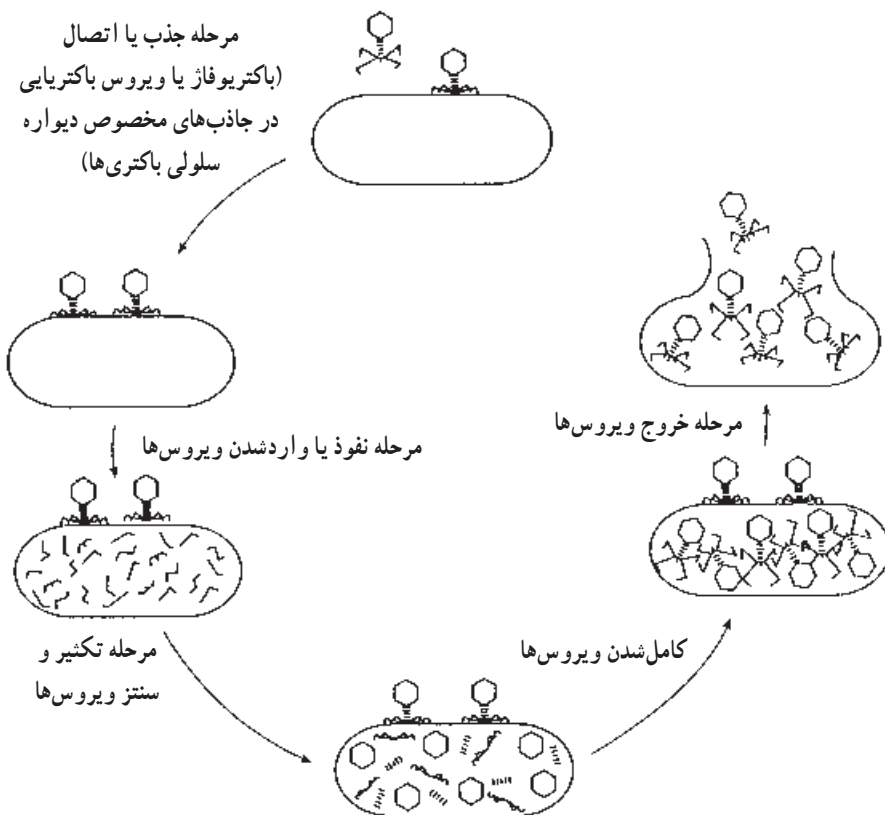 مرحله جذب یا اتصال
(باکتریوفاژ یا ویروس باکتریایی
در جاذب‌های مخصوص دیواره
سلولی باکتری‌ها)
مرحله نفوذ یا واردشدن ویروس‌ها
مرحله تکثیر و
سنتز ویروس‌ها
کامل‌شدن ویروس‌ها
مرحله خروج ویروس‌ها